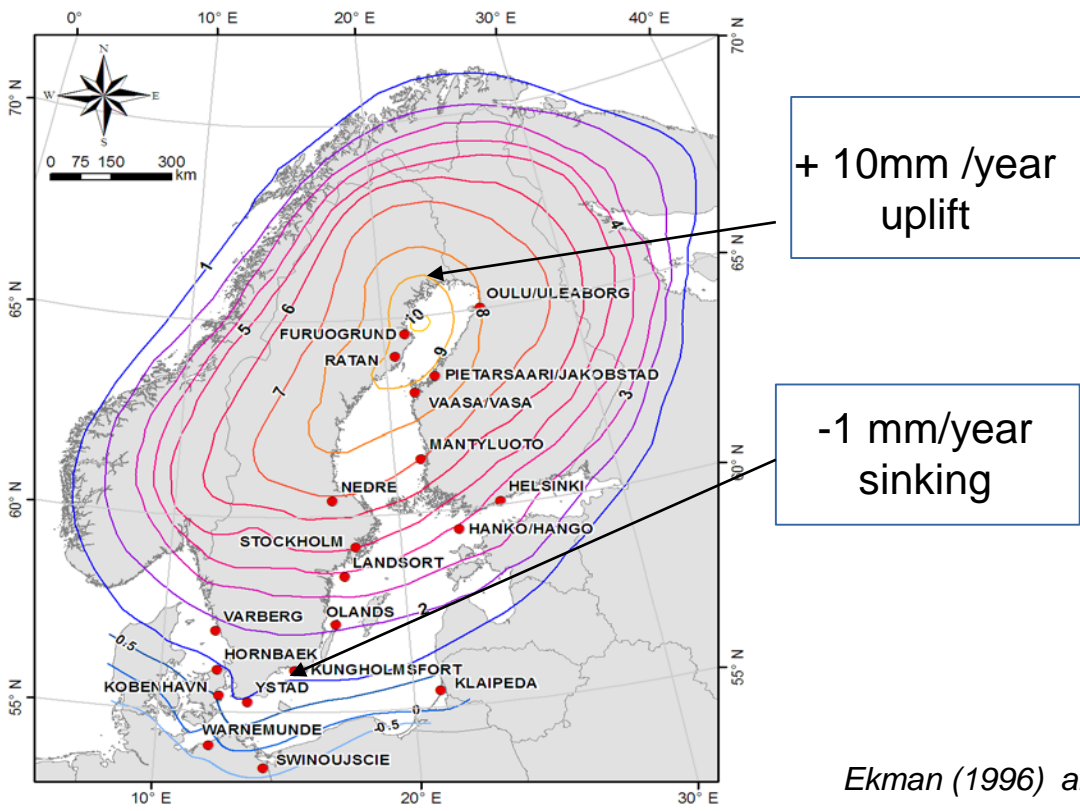 0° 10° E 20° E 30° E 40° E
70° N
70° N
N
W E
S
0 75 150 300
km
+ 10mm /year
uplift
65° N
65° N
1
4
5
6
10
OULU/ULEABORG
8
FURUOGRUND
9
RATAN
7
PIETARSAARI/JAKOBSTAD
3
VAASA/VASA
-1 mm/year
sinking
MANTYLUOTO
60° N
60° N
NEDRE
HELSINKI
HANKO/HANGO
STOCKHOLM
LANDSORT
2
VARBERG
OLANDS
0.5
HORNBAEK
KUNGHOLMSFORT
55° N
55° N
KOBENHAVN
YSTAD
KLAIPEDA
0
-0.5
WARNEMUNDE
SWINOUJSCIE
10° E 20° E 30° E
Ekman (1996)